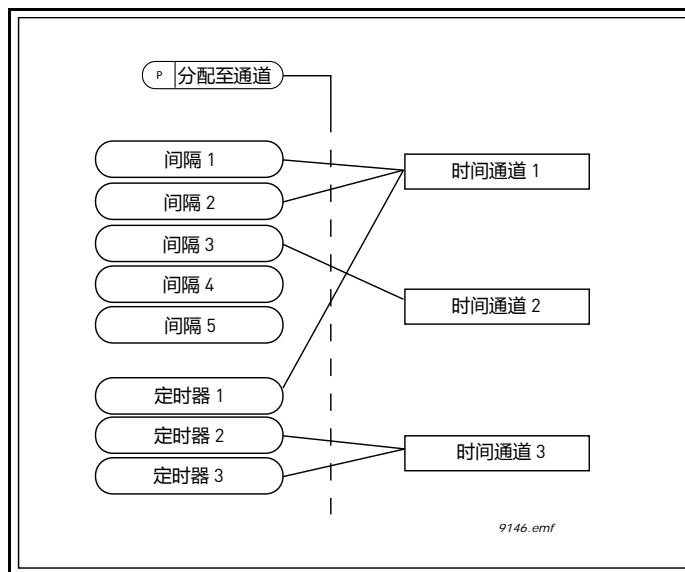 P 分配至通道
间隔 1
间隔 2
间隔 3
间隔 4
间隔 5
定时器 1
定时器 2
定时器 3
时间通道 1
时间通道 2
时间通道 3
9146.emf